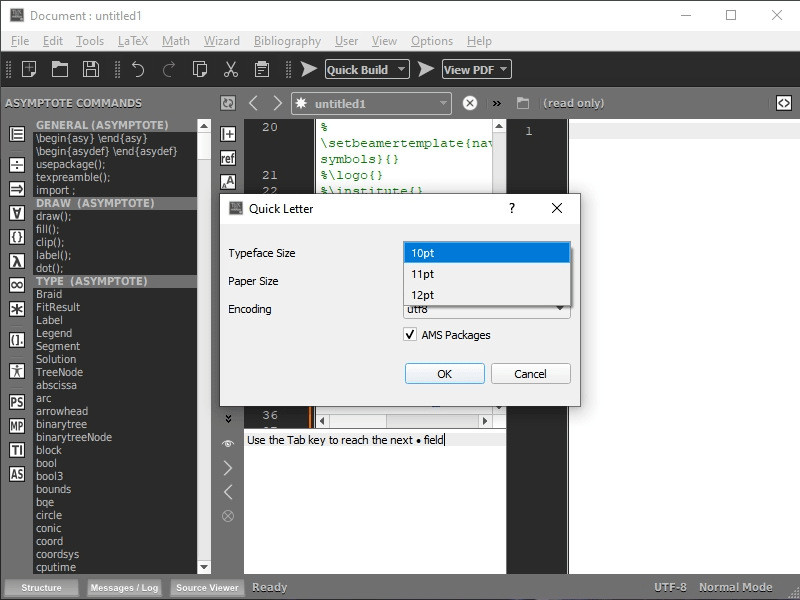 Document : untitled1
File Edit Tools LaTeX Math Wizard Bibliography User View Options Help
Quick Build View PDF
ASYMPTOTE COMMANDS
untitled1
(read only)
GENERAL (ASYMPTOTE)
\begin{asy} \end{asy}
\begin{asydef} \end{asydef}
usepackage();
texpreamble();
import ;
DRAW (ASYMPTOTE)
draw();
fill();
clip();
label();
dot();
TYPE (ASYMPTOTE)
Braid
FitResult
Label
Legend
Segment
Solution
TreeNode
abscissa
arc
arrowhead
binarytree
binarytreeNode
block
bool
bool3
bounds
bqe
circle
conic
coord
coordsys
cputime
PS
MP
TI
AS
ref
20 %
\setbeamertemplate{nav
symbols}{}
21 %\logo{}
22 %\institute{}
36
1
Quick Letter
?
Typeface Size
10pt
11pt
12pt
Paper Size
Encoding
utf8
AMS Packages
OK Cancel
Use the Tab key to reach the next • field
Structure Messages / Log Source Viewer Ready
UTF-8 Normal Mode